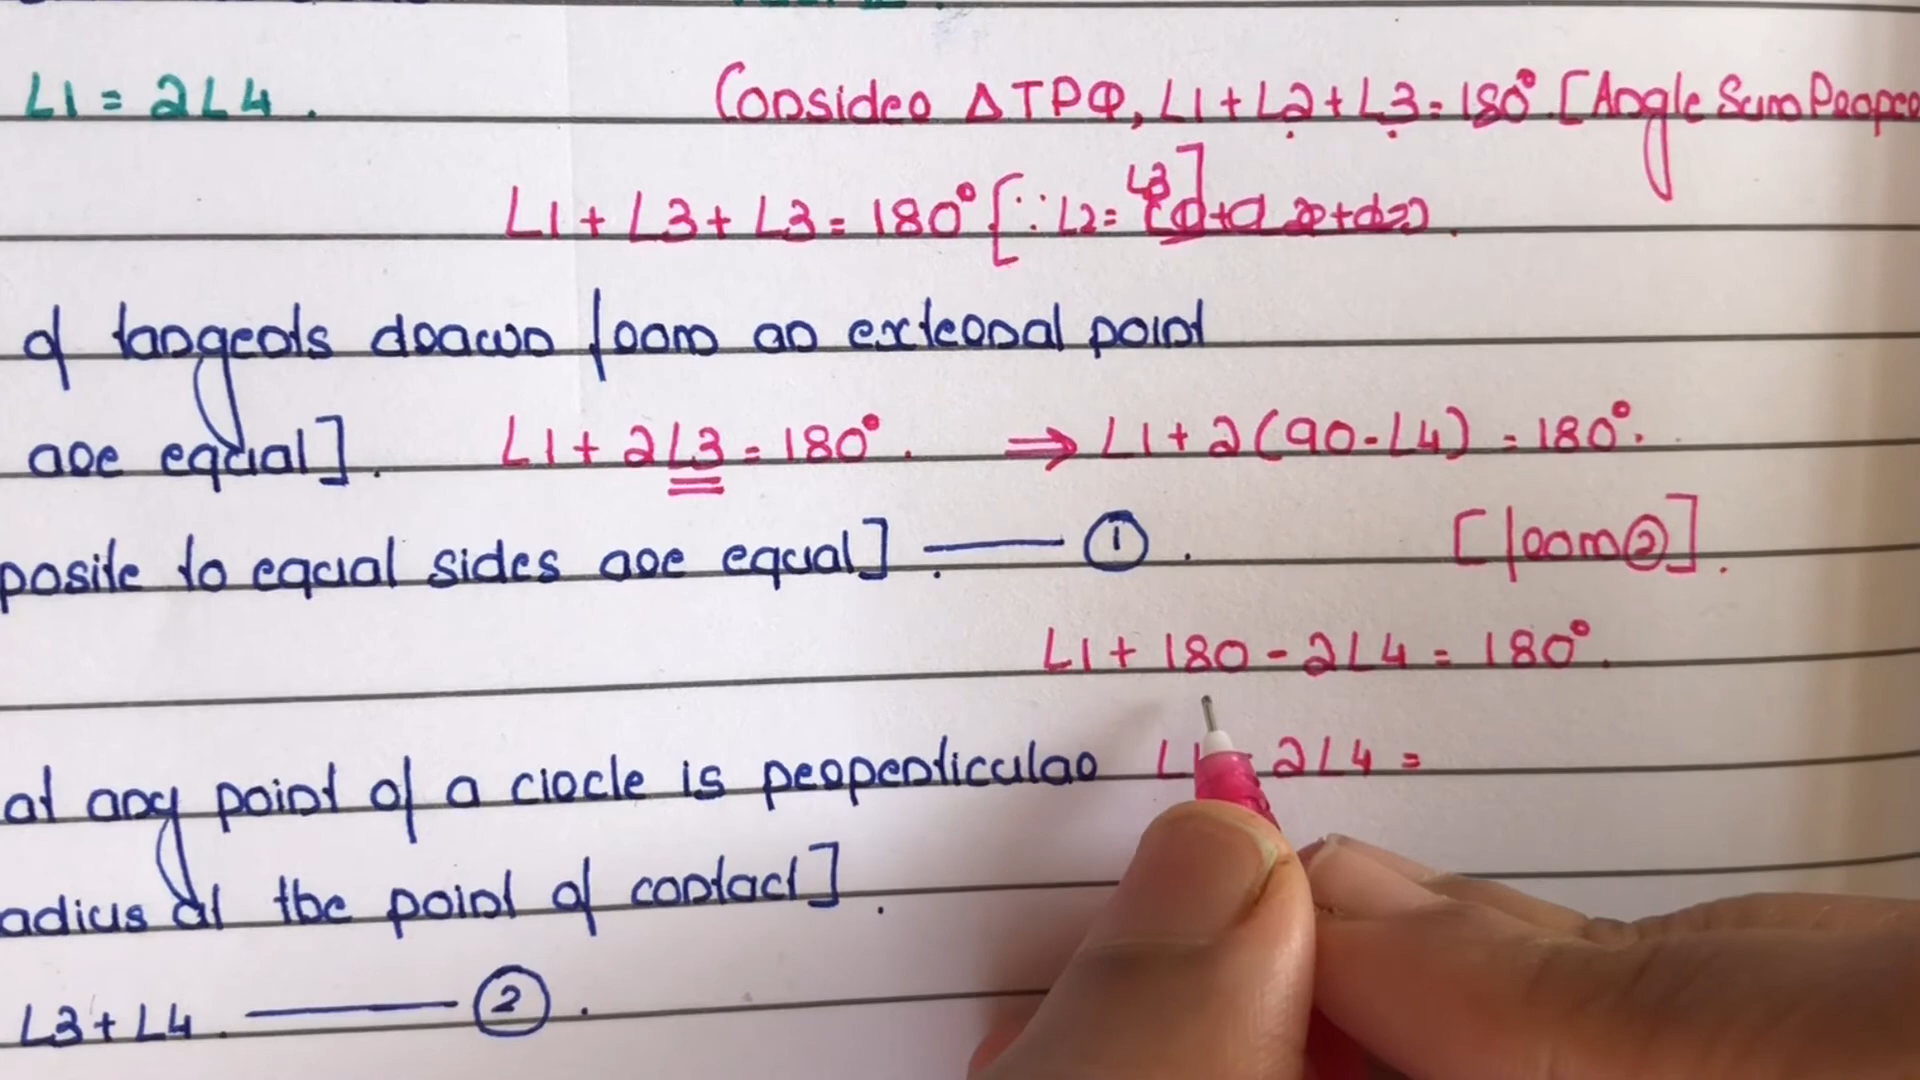 ∠1 = 2∠4. Consider ΔTPQ, ∠1 + ∠2 + ∠3 = 180° [Angle Sum Prope
∠1 + ∠3 + ∠3 = 180° [∵ ∠2 = ∠3]
of tangents drawn from an external point
are equal]. ∠1 + 2∠3 = 180°. ⇒ ∠1 + 2(90 - ∠4) = 180°.
posite to equal sides are equal]. —— ①. [from ②].
∠1 + 180 - 2∠4 = 180°.
at any point of a circle is perpendicular ∠1 - 2∠4 =
adius at the point of contact].
∠3 + ∠4 —— ②.